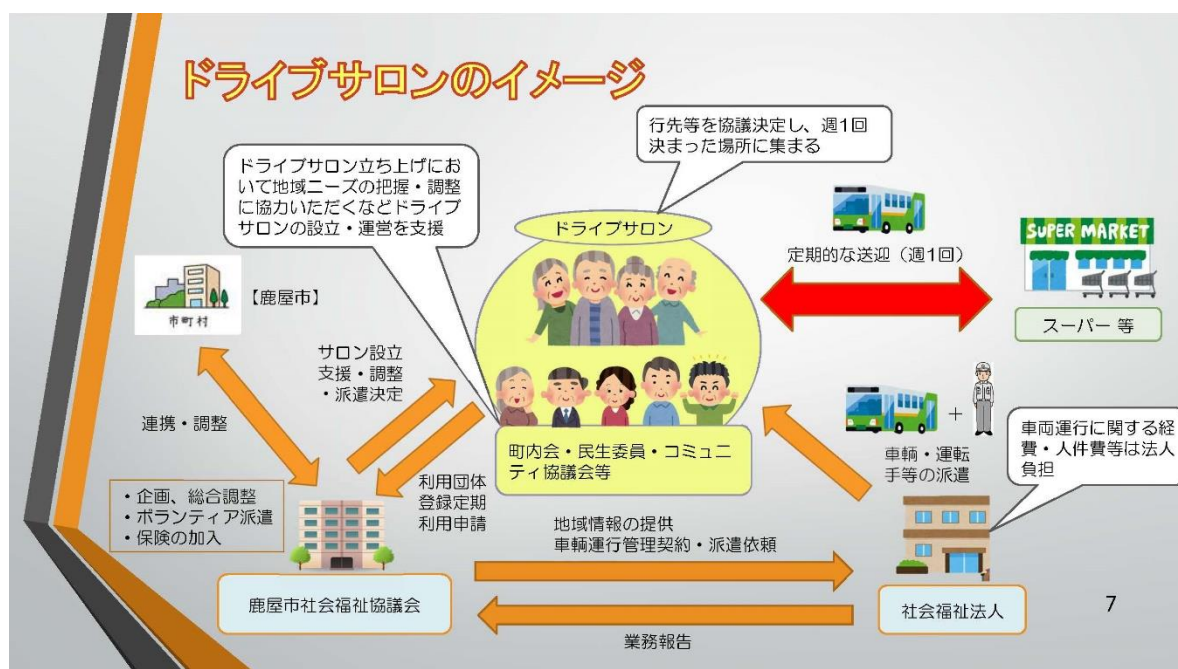 ドライブサロンのイメージ
行先等を協議決定し、週1回
決まった場所に集まる
ドライブサロン立ち上げにお
いて地域ニーズの把握・調整
に協力いただくなどドライブ
サロンの設立・運営を支援
ドライブサロン
定期的な送迎（週1回）
SUPER MARKET
スーパー 等
市町村
【鹿屋市】
サロン設立
支援・調整
・派遣決定
連携・調整
町内会・民生委員・コミュニ
ティ協議会等
+
車輌・運転
手等の派遣
車両運行に関する経
費・人件費等は法人
負担
・企画、総合調整
・ボランティア派遣
・保険の加入
利用団体
登録定期
利用申請
地域情報の提供
車輌運行管理契約・派遣依頼
鹿屋市社会福祉協議会
社会福祉法人
業務報告
7